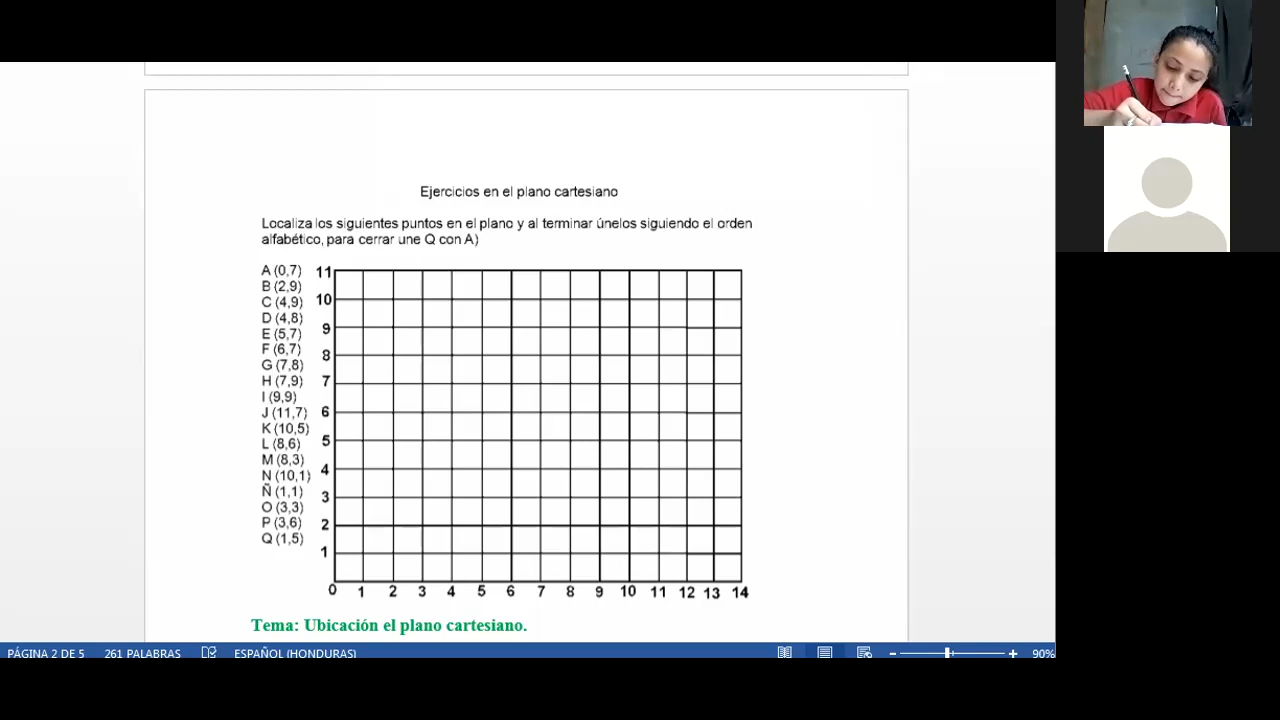 Ejercicios en el plano cartesiano
Localiza los siguientes puntos en el plano y al terminar únelos siguiendo el orden
alfabético, para cerrar une Q con A)
A (0,7)
B (2,9)
C (4,9)
D (4,8)
E (5,7)
F (6,7)
G (7,8)
H (7,9)
I (9,9)
J (11,7)
K (10,5)
L (8,6)
M (8,3)
N (10,1)
Ñ (1,1)
O (3,3)
P (3,6)
Q (1,5)
11
10
9
8
7
6
5
4
3
2
1
0 1 2 3 4 5 6 7 8 9 10 11 12 13 14
Tema: Ubicación el plano cartesiano.
PÁGINA 2 DE 5 261 PALABRAS ESPAÑOL (HONDURAS) 90%